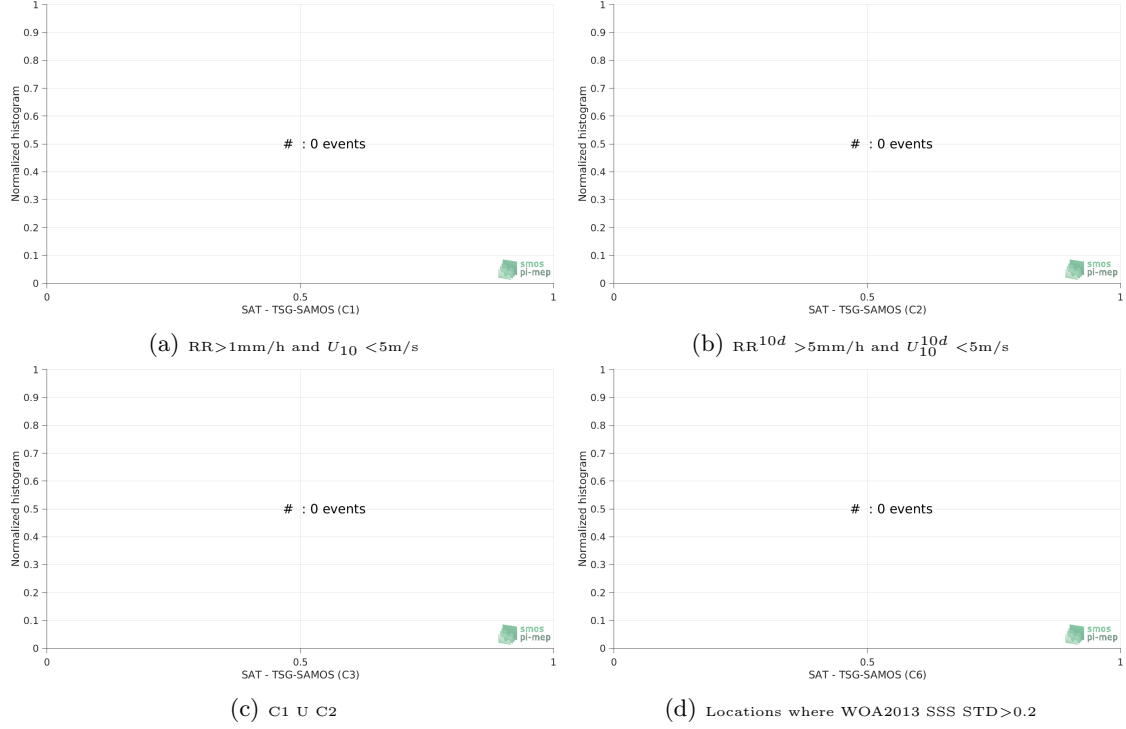 1
0.9
0.8
0.7
0.6
0.5
0.4
0.3
0.2
0.1
0
Normalized histogram
# : 0 events
smos
pi-mep
0 0.5 1
SAT - TSG-SAMOS (C1)
(a) RR>1mm/h and U10 <5m/s
1
0.9
0.8
0.7
0.6
0.5
0.4
0.3
0.2
0.1
0
Normalized histogram
# : 0 events
smos
pi-mep
0 0.5 1
SAT - TSG-SAMOS (C2)
(b) RR10d >5mm/h and U10d10 <5m/s
1
0.9
0.8
0.7
0.6
0.5
0.4
0.3
0.2
0.1
0
Normalized histogram
# : 0 events
smos
pi-mep
0 0.5 1
SAT - TSG-SAMOS (C3)
(c) C1 U C2
1
0.9
0.8
0.7
0.6
0.5
0.4
0.3
0.2
0.1
0
Normalized histogram
# : 0 events
smos
pi-mep
0 0.5 1
SAT - TSG-SAMOS (C6)
(d) Locations where WOA2013 SSS STD>0.2